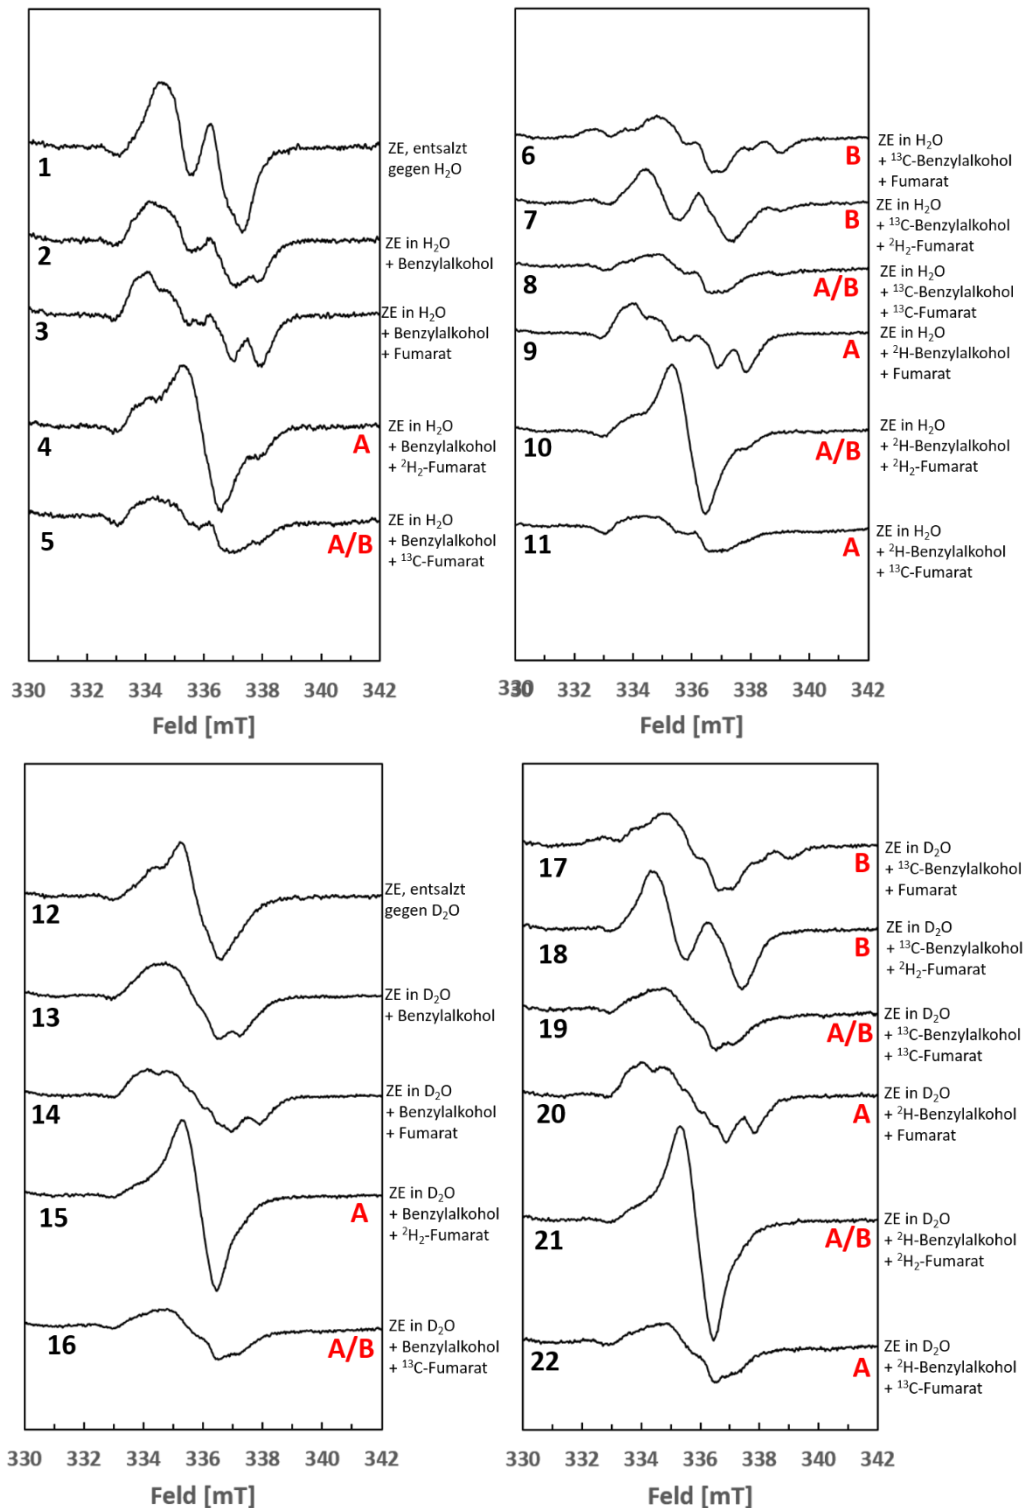 1
ZE, entsalzt
gegen H₂O
2
ZE in H₂O
+ Benzylalkohol
3
ZE in H₂O
+ Benzylalkohol
+ Fumarat
4
A
ZE in H₂O
+ Benzylalkohol
+ ²H₂-Fumarat
5
A/B
ZE in H₂O
+ Benzylalkohol
+ ¹³C-Fumarat
330 332 334 336 338 340 342
Feld [mT]
6
B
ZE in H₂O
+ ¹³C-Benzylalkohol
+ Fumarat
7
B
ZE in H₂O
+ ¹³C-Benzylalkohol
+ ²H₂-Fumarat
8
A/B
ZE in H₂O
+ ¹³C-Benzylalkohol
+ ¹³C-Fumarat
9
A
ZE in H₂O
+ ²H-Benzylalkohol
+ Fumarat
10
A/B
ZE in H₂O
+ ²H-Benzylalkohol
+ ²H₂-Fumarat
11
A
ZE in H₂O
+ ²H-Benzylalkohol
+ ¹³C-Fumarat
330 332 334 336 338 340 342
Feld [mT]
12
ZE, entsalzt
gegen D₂O
13
ZE in D₂O
+ Benzylalkohol
14
ZE in D₂O
+ Benzylalkohol
+ Fumarat
15
A
ZE in D₂O
+ Benzylalkohol
+ ²H₂-Fumarat
16
A/B
ZE in D₂O
+ Benzylalkohol
+ ¹³C-Fumarat
330 332 334 336 338 340 342
Feld [mT]
17
B
ZE in D₂O
+ ¹³C-Benzylalkohol
+ Fumarat
18
B
ZE in D₂O
+ ¹³C-Benzylalkohol
+ ²H₂-Fumarat
19
A/B
ZE in D₂O
+ ¹³C-Benzylalkohol
+ ¹³C-Fumarat
20
A
ZE in D₂O
+ ²H-Benzylalkohol
+ Fumarat
21
A/B
ZE in D₂O
+ ²H-Benzylalkohol
+ ²H₂-Fumarat
22
A
ZE in D₂O
+ ²H-Benzylalkohol
+ ¹³C-Fumarat
330 332 334 336 338 340 342
Feld [mT]